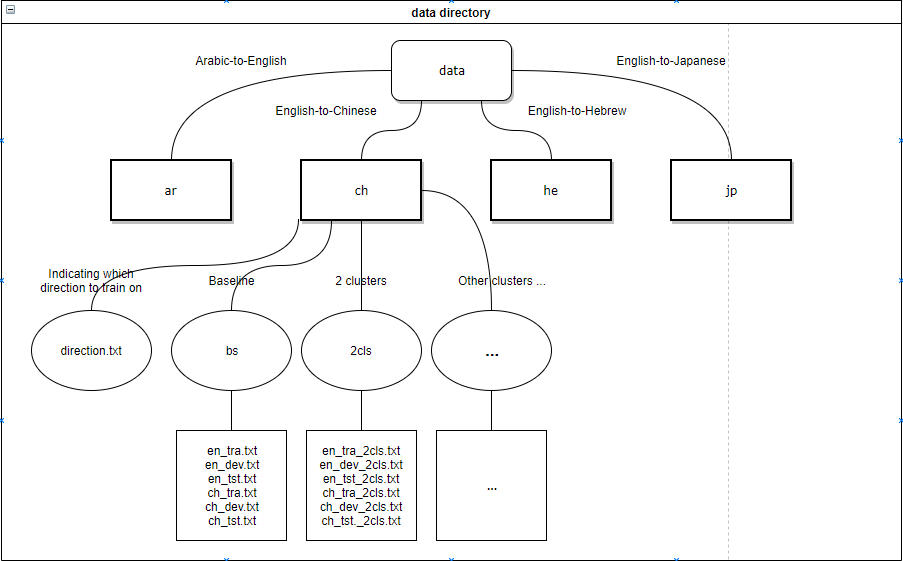 data directory
Arabic-to-English
data
English-to-Japanese
English-to-Chinese
English-to-Hebrew
ar
ch
he
jp
Indicating which
direction to train on
Baseline
2 clusters
Other clusters ...
direction.txt
bs
2cls
...
en_tra.txt
en_dev.txt
en_tst.txt
ch_tra.txt
ch_dev.txt
ch_tst.txt
en_tra_2cls.txt
en_dev_2cls.txt
en_tst_2cls.txt
ch_tra_2cls.txt
ch_dev_2cls.txt
ch_tst._2cls.txt
...